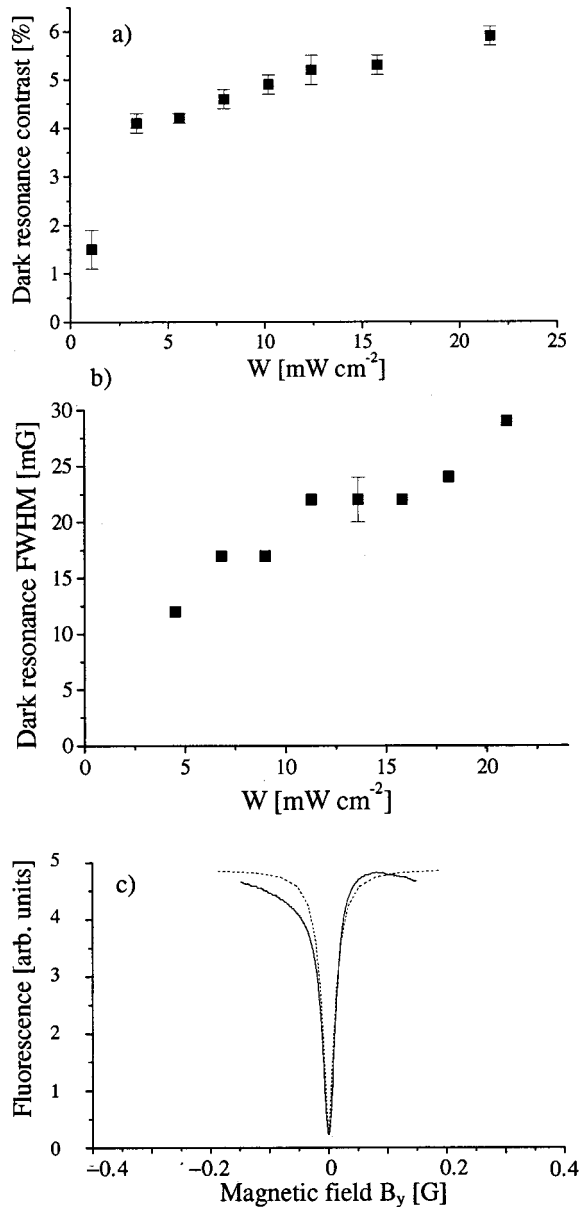 a)
Dark resonance contrast [%]
6
5
4
3
2
1
0
0 5 10 15 20 25
W [mW cm-2]
b)
Dark resonance FWHM [mG]
30
25
20
15
10
5
0
0 5 10 15 20
W [mW cm-2]
c)
Fluorescence [arb. units]
5
4
3
2
1
0
−0.4 −0.2 0 0.2 0.4
Magnetic field By [G]